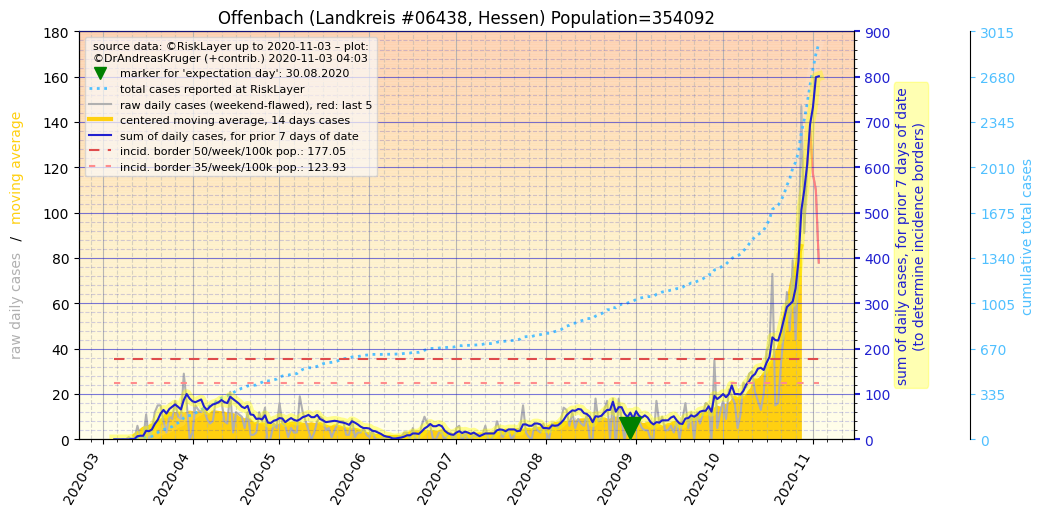 Offenbach (Landkreis #06438, Hessen) Population=354092
source data: ©RiskLayer up to 2020-11-03 – plot:
©DrAndreasKruger (+contrib.) 2020-11-03 04:03
marker for 'expectation day': 30.08.2020
total cases reported at RiskLayer
raw daily cases (weekend-flawed), red: last 5
centered moving average, 14 days cases
sum of daily cases, for prior 7 days of date
incid. border 50/week/100k pop.: 177.05
incid. border 35/week/100k pop.: 123.93
raw daily cases / moving average
180
160
140
120
100
80
60
40
20
0
2020-03
2020-04
2020-05
2020-06
2020-07
2020-08
2020-09
2020-10
2020-11
900
800
700
600
500
400
300
200
100
0
sum of daily cases, for prior 7 days of date
(to determine incidence borders)
3015
2680
2345
2010
1675
1340
1005
670
335
0
cumulative total cases